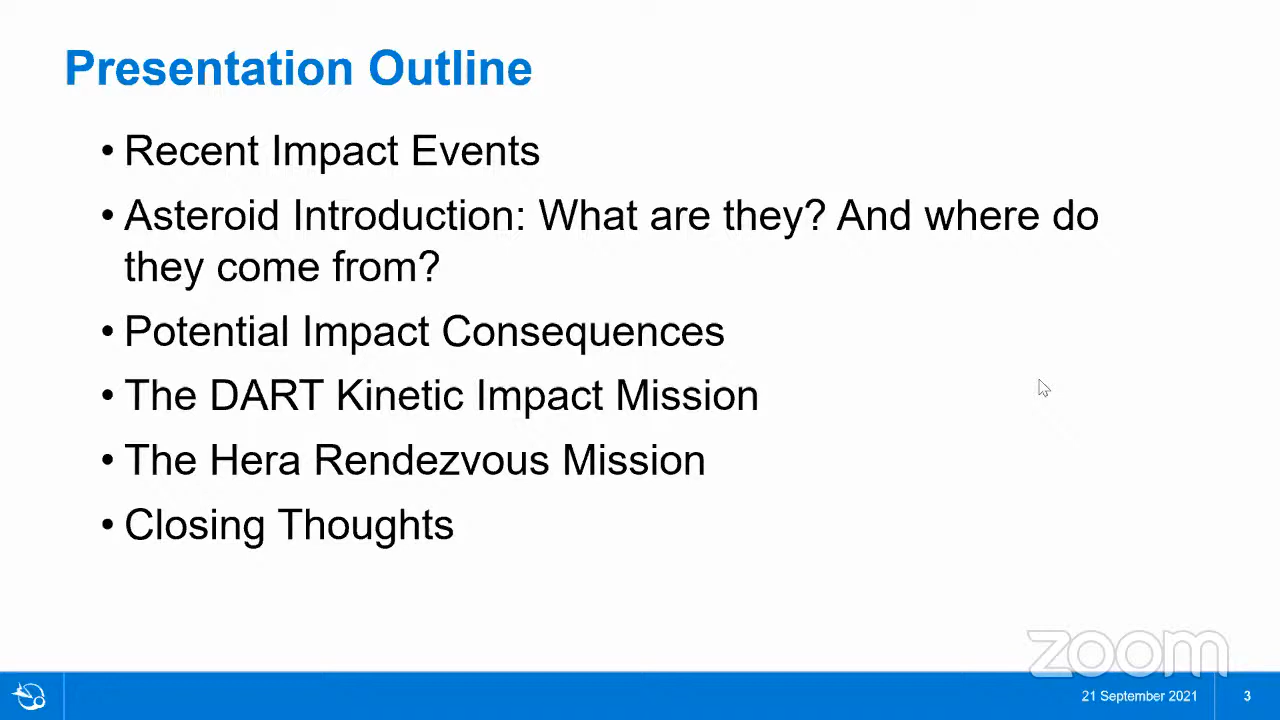 Presentation Outline
• Recent Impact Events
• Asteroid Introduction: What are they? And where do
they come from?
• Potential Impact Consequences
• The DART Kinetic Impact Mission
• The Hera Rendezvous Mission
• Closing Thoughts
zoom
21 September 2021 3